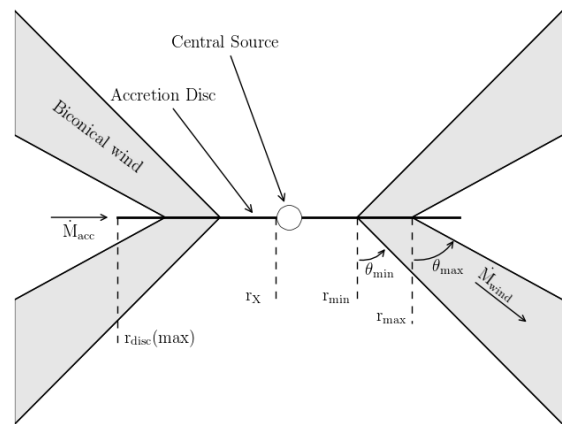 Central Source
Accretion Disc
Biconical wind
Ṁacc
θmin
θmax
Ṁwind
rX
rmin
rmax
rdisc(max)